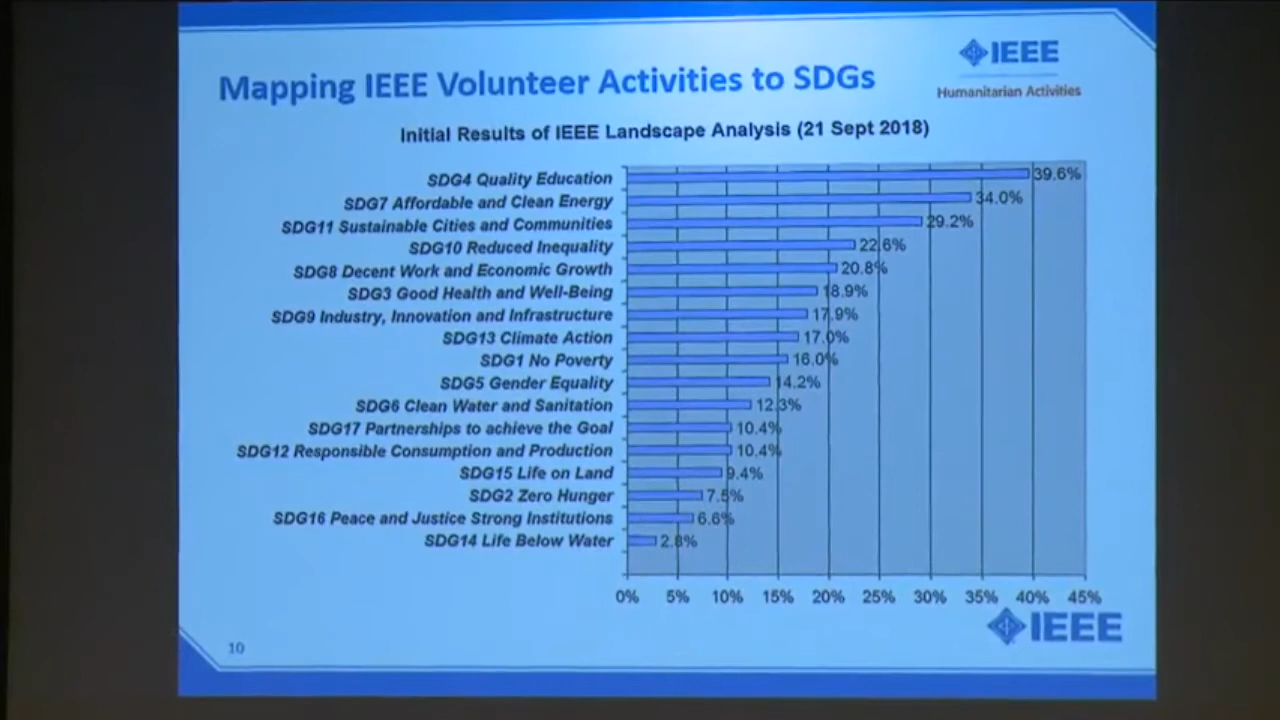 Mapping IEEE Volunteer Activities to SDGs
IEEE
Humanitarian Activities
Initial Results of IEEE Landscape Analysis (21 Sept 2018)
SDG4 Quality Education 39.6%
SDG7 Affordable and Clean Energy 34.0%
SDG11 Sustainable Cities and Communities 29.2%
SDG10 Reduced Inequality 22.6%
SDG8 Decent Work and Economic Growth 20.8%
SDG3 Good Health and Well-Being 18.9%
SDG9 Industry, Innovation and Infrastructure 17.9%
SDG13 Climate Action 17.0%
SDG1 No Poverty 16.0%
SDG5 Gender Equality 14.2%
SDG6 Clean Water and Sanitation 12.3%
SDG17 Partnerships to achieve the Goal 10.4%
SDG12 Responsible Consumption and Production 10.4%
SDG15 Life on Land 9.4%
SDG2 Zero Hunger 7.5%
SDG16 Peace and Justice Strong Institutions 6.6%
SDG14 Life Below Water 2.8%
0% 5% 10% 15% 20% 25% 30% 35% 40% 45%
IEEE
10